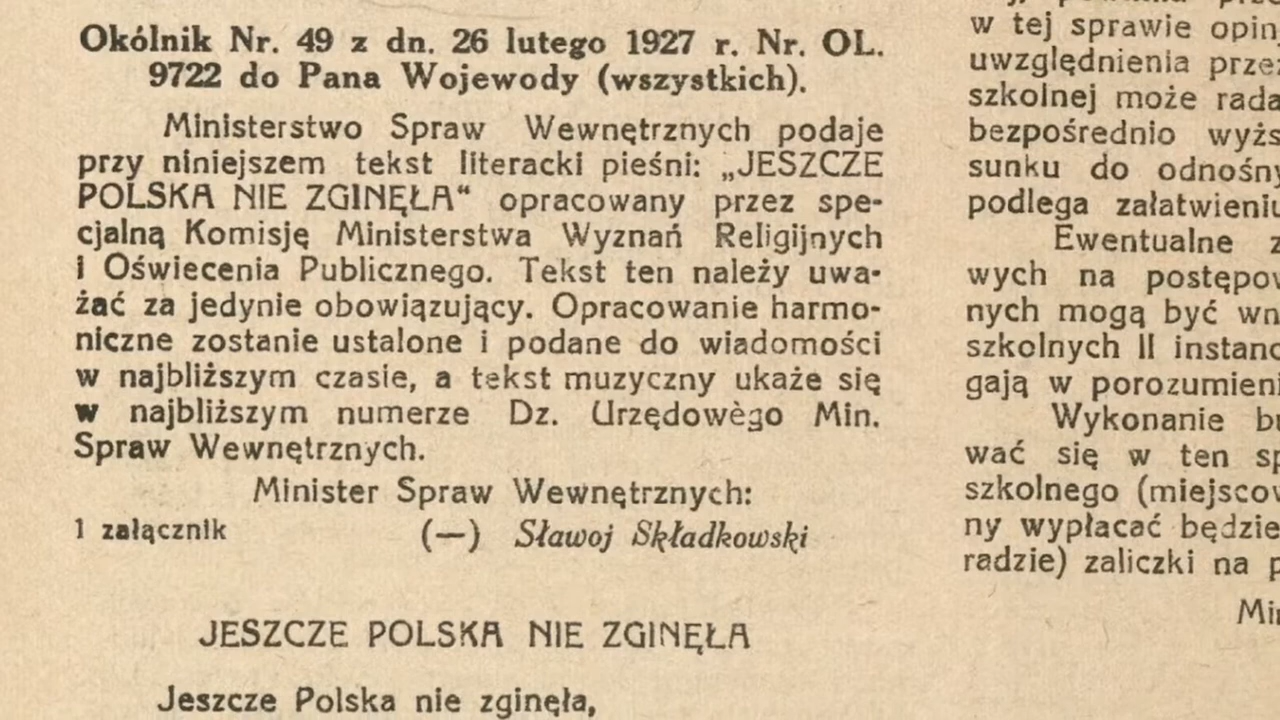 Okólnik Nr. 49 z dn. 26 lutego 1927 r. Nr. OL.
9722 do Pana Wojewody (wszystkich).
Ministerstwo Spraw Wewnętrznych podaje
przy niniejszem tekst literacki pieśni: „JESZCZE
POLSKA NIE ZGINĘŁA“ opracowany przez spe-
cjalną Komisję Ministerstwa Wyznań Religijnych
i Oświecenia Publicznego. Tekst ten należy uwa-
żać za jedynie obowiązujący. Opracowanie harmo-
niczne zostanie ustalone i podane do wiadomości
w najbliższym czasie, a tekst muzyczny ukaże się
w najbliższym numerze Dz. Urzędowègo Min.
Spraw Wewnętrznych.
Minister Spraw Wewnętrznych:
1 załącznik (—) Sławoj Składkowski
JESZCZE POLSKA NIE ZGINĘŁA
Jeszcze Polska nie zginęła,
w tej sprawie
uwzględnienia
szkolnej może
bezpośrednio
sunku do
podlega
Ewentualne
wych na
nych mogą być
szkolnych II
gają w
Wykonanie
wać się w ten
szkolnego
ny wypłacać będzie
radzie) zaliczki na